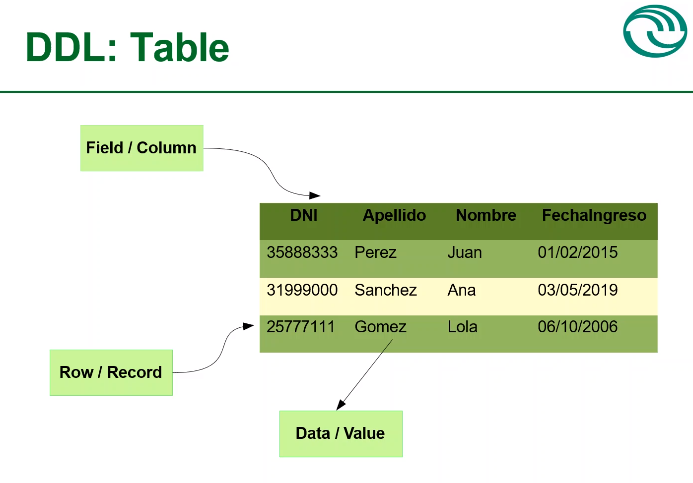 DDL: Table
Field / Column
DNI Apellido Nombre FechaIngreso
35888333 Perez Juan 01/02/2015
31999000 Sanchez Ana 03/05/2019
25777111 Gomez Lola 06/10/2006
Row / Record
Data / Value